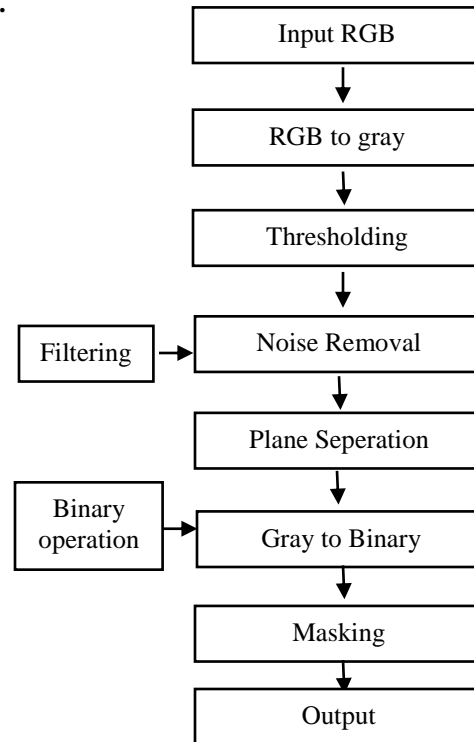 .
Input RGB
RGB to gray
Thresholding
Filtering
Noise Removal
Plane Seperation
Binary
operation
Gray to Binary
Masking
Output